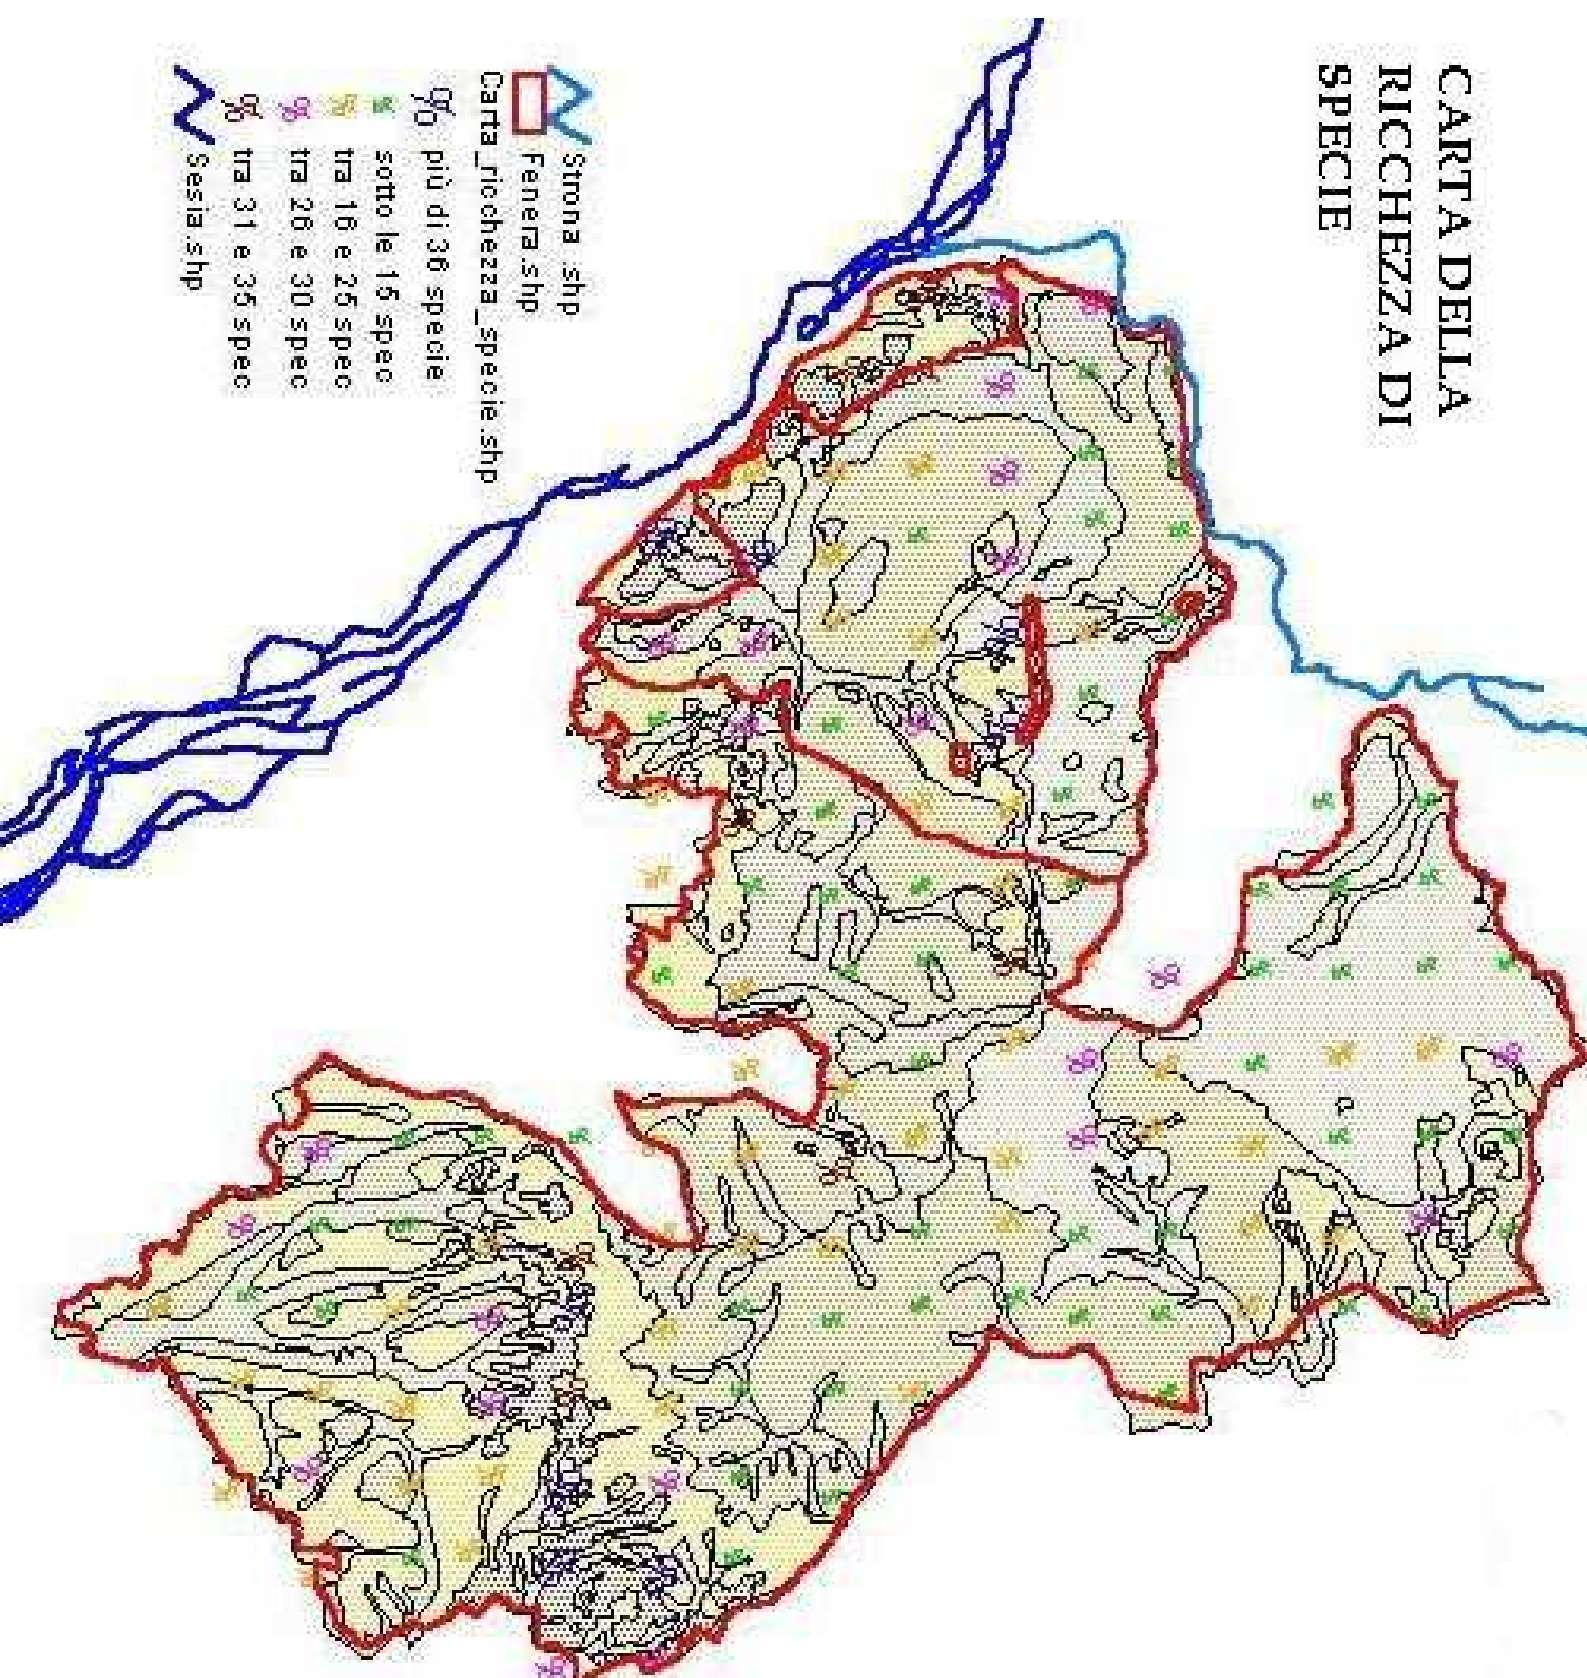 CARTA DELLA
RICCHEZZA DI
SPECIE
Strona .shp
Fenera.shp
Carta_ricchezza_specie.shp
più di 36 specie
sotto le 15 spec
tra 16 e 25 spec
tra 26 e 30 spec
tra 31 e 35 spec
Sesia.shp